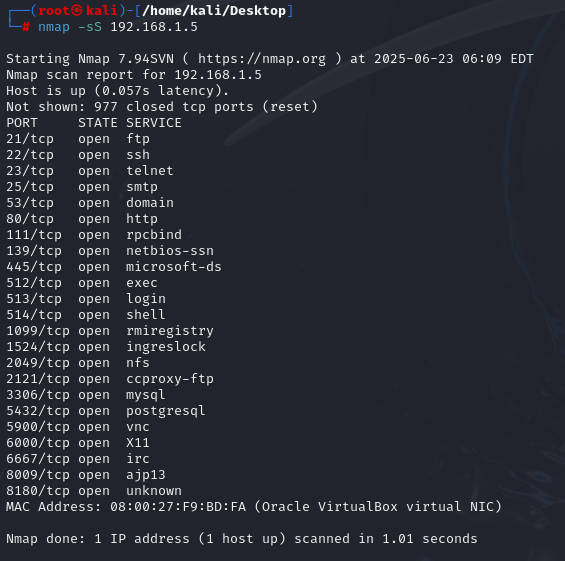 ┌──(root㉿kali)-[/home/kali/Desktop]
└─# nmap -sS 192.168.1.5
Starting Nmap 7.94SVN ( https://nmap.org ) at 2025-06-23 06:09 EDT
Nmap scan report for 192.168.1.5
Host is up (0.057s latency).
Not shown: 977 closed tcp ports (reset)
PORT     STATE SERVICE
21/tcp   open  ftp
22/tcp   open  ssh
23/tcp   open  telnet
25/tcp   open  smtp
53/tcp   open  domain
80/tcp   open  http
111/tcp  open  rpcbind
139/tcp  open  netbios-ssn
445/tcp  open  microsoft-ds
512/tcp  open  exec
513/tcp  open  login
514/tcp  open  shell
1099/tcp open  rmiregistry
1524/tcp open  ingreslock
2049/tcp open  nfs
2121/tcp open  ccproxy-ftp
3306/tcp open  mysql
5432/tcp open  postgresql
5900/tcp open  vnc
6000/tcp open  X11
6667/tcp open  irc
8009/tcp open  ajp13
8180/tcp open  unknown
MAC Address: 08:00:27:F9:BD:FA (Oracle VirtualBox virtual NIC)
Nmap done: 1 IP address (1 host up) scanned in 1.01 seconds